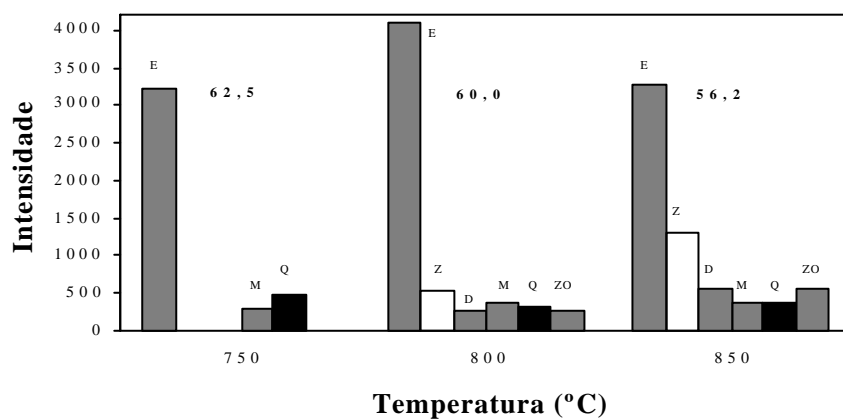 Intensidade
4000
3500
3000
2500
2000
1500
1000
500
0
E
62,5
M
Q
E
60,0
Z
D
M
Q
ZO
E
56,2
Z
D
M
Q
ZO
750
800
850
Temperatura (ºC)